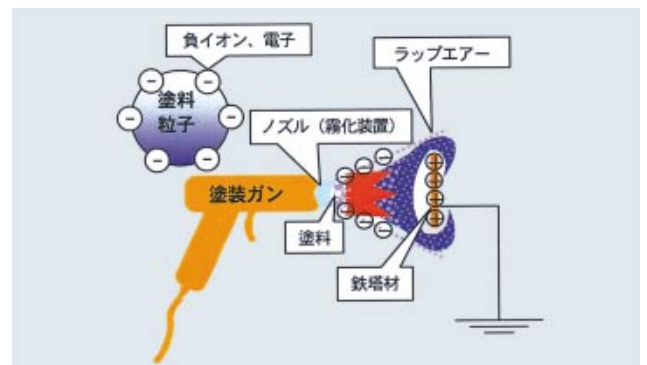 負イオン、電子
ラップエアー
塗料
粒子
ノズル（霧化装置）
塗装ガン
塗料
鉄塔材